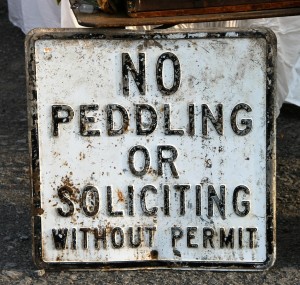 NO
PEDDLING
OR
SOLICITING
WITHOUT PERMIT